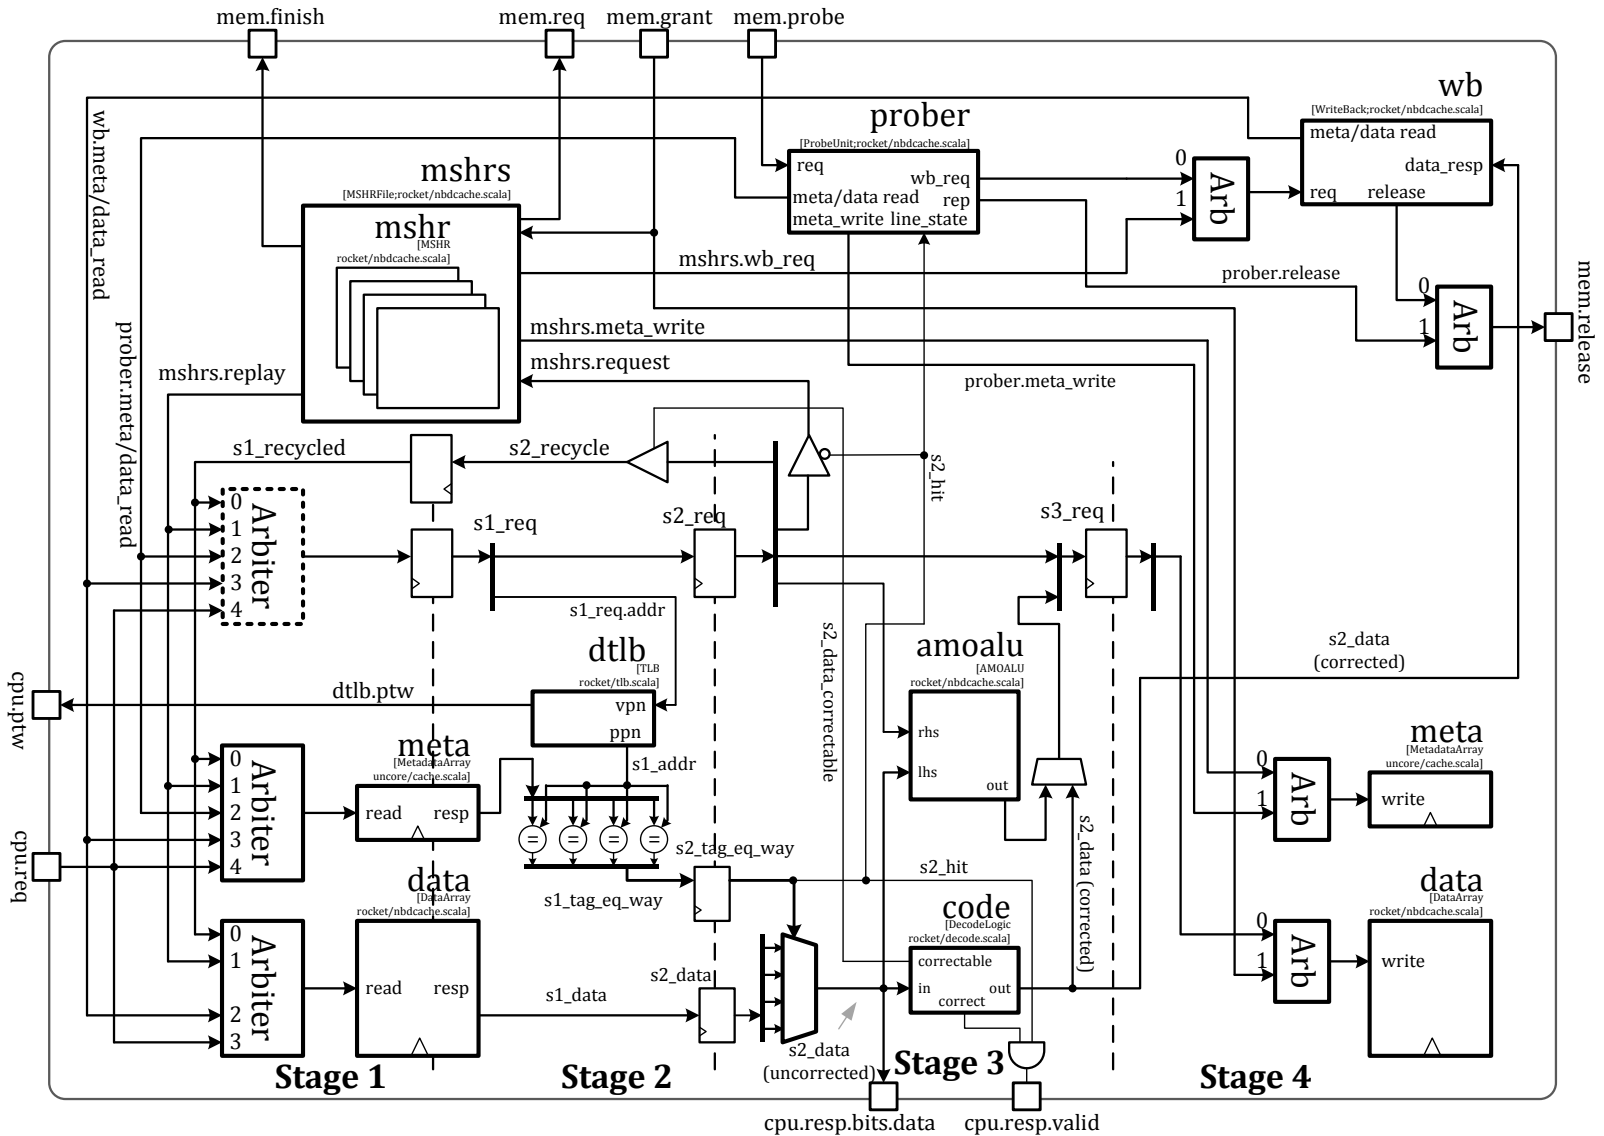 mem.finish
mem.req
mem.grant
mem.probe
wb
[WriteBack;rocket/nbdcache.scala]
meta/data read
data_resp
req
release
prober
[ProbeUnit;rocket/nbdcache.scala]
req
wb_req
meta/data read
rep
meta_write
line_state
0
1
Arb
wb.meta/data_read
mshrs
[MSHRFile;rocket/nbdcache.scala]
mshr
[MSHR
rocket/nbdcache.scala]
mshrs.wb_req
prober.release
0
1
Arb
mem.release
mshrs.meta_write
mshrs.request
prober.meta_write
prober.meta/data_read
mshrs.replay
s1_recycled
s2_recycle
s2_hit
0
1
2
3
4
Arbiter
s1_req
s2_req
s3_req
s1_req.addr
s2_data_correctable
s2_data
(corrected)
dtlb
[TLB
rocket/tlb.scala]
vpn
ppn
dtlb.ptw
cpu.ptw
amoalu
[AMOALU
rocket/nbdcache.scala]
rhs
lhs
out
0
1
2
3
4
Arbiter
meta
[MetadataArray
uncore/cache.scala]
read
resp
s1_addr
=
=
=
=
0
1
Arb
meta
[MetadataArray
uncore/cache.scala]
write
cpu.req
s2_tag_eq_way
s1_tag_eq_way
s2_hit
s2_data (corrected)
0
1
2
3
Arbiter
data
[DataArray
rocket/nbdcache.scala]
read
resp
s1_data
s2_data
code
[DecodeLogic
rocket/decode.scala]
correctable
in
out
correct
0
1
Arb
data
[DataArray
rocket/nbdcache.scala]
write
s2_data
(uncorrected)
Stage 1
Stage 2
Stage 3
Stage 4
cpu.resp.bits.data
cpu.resp.valid